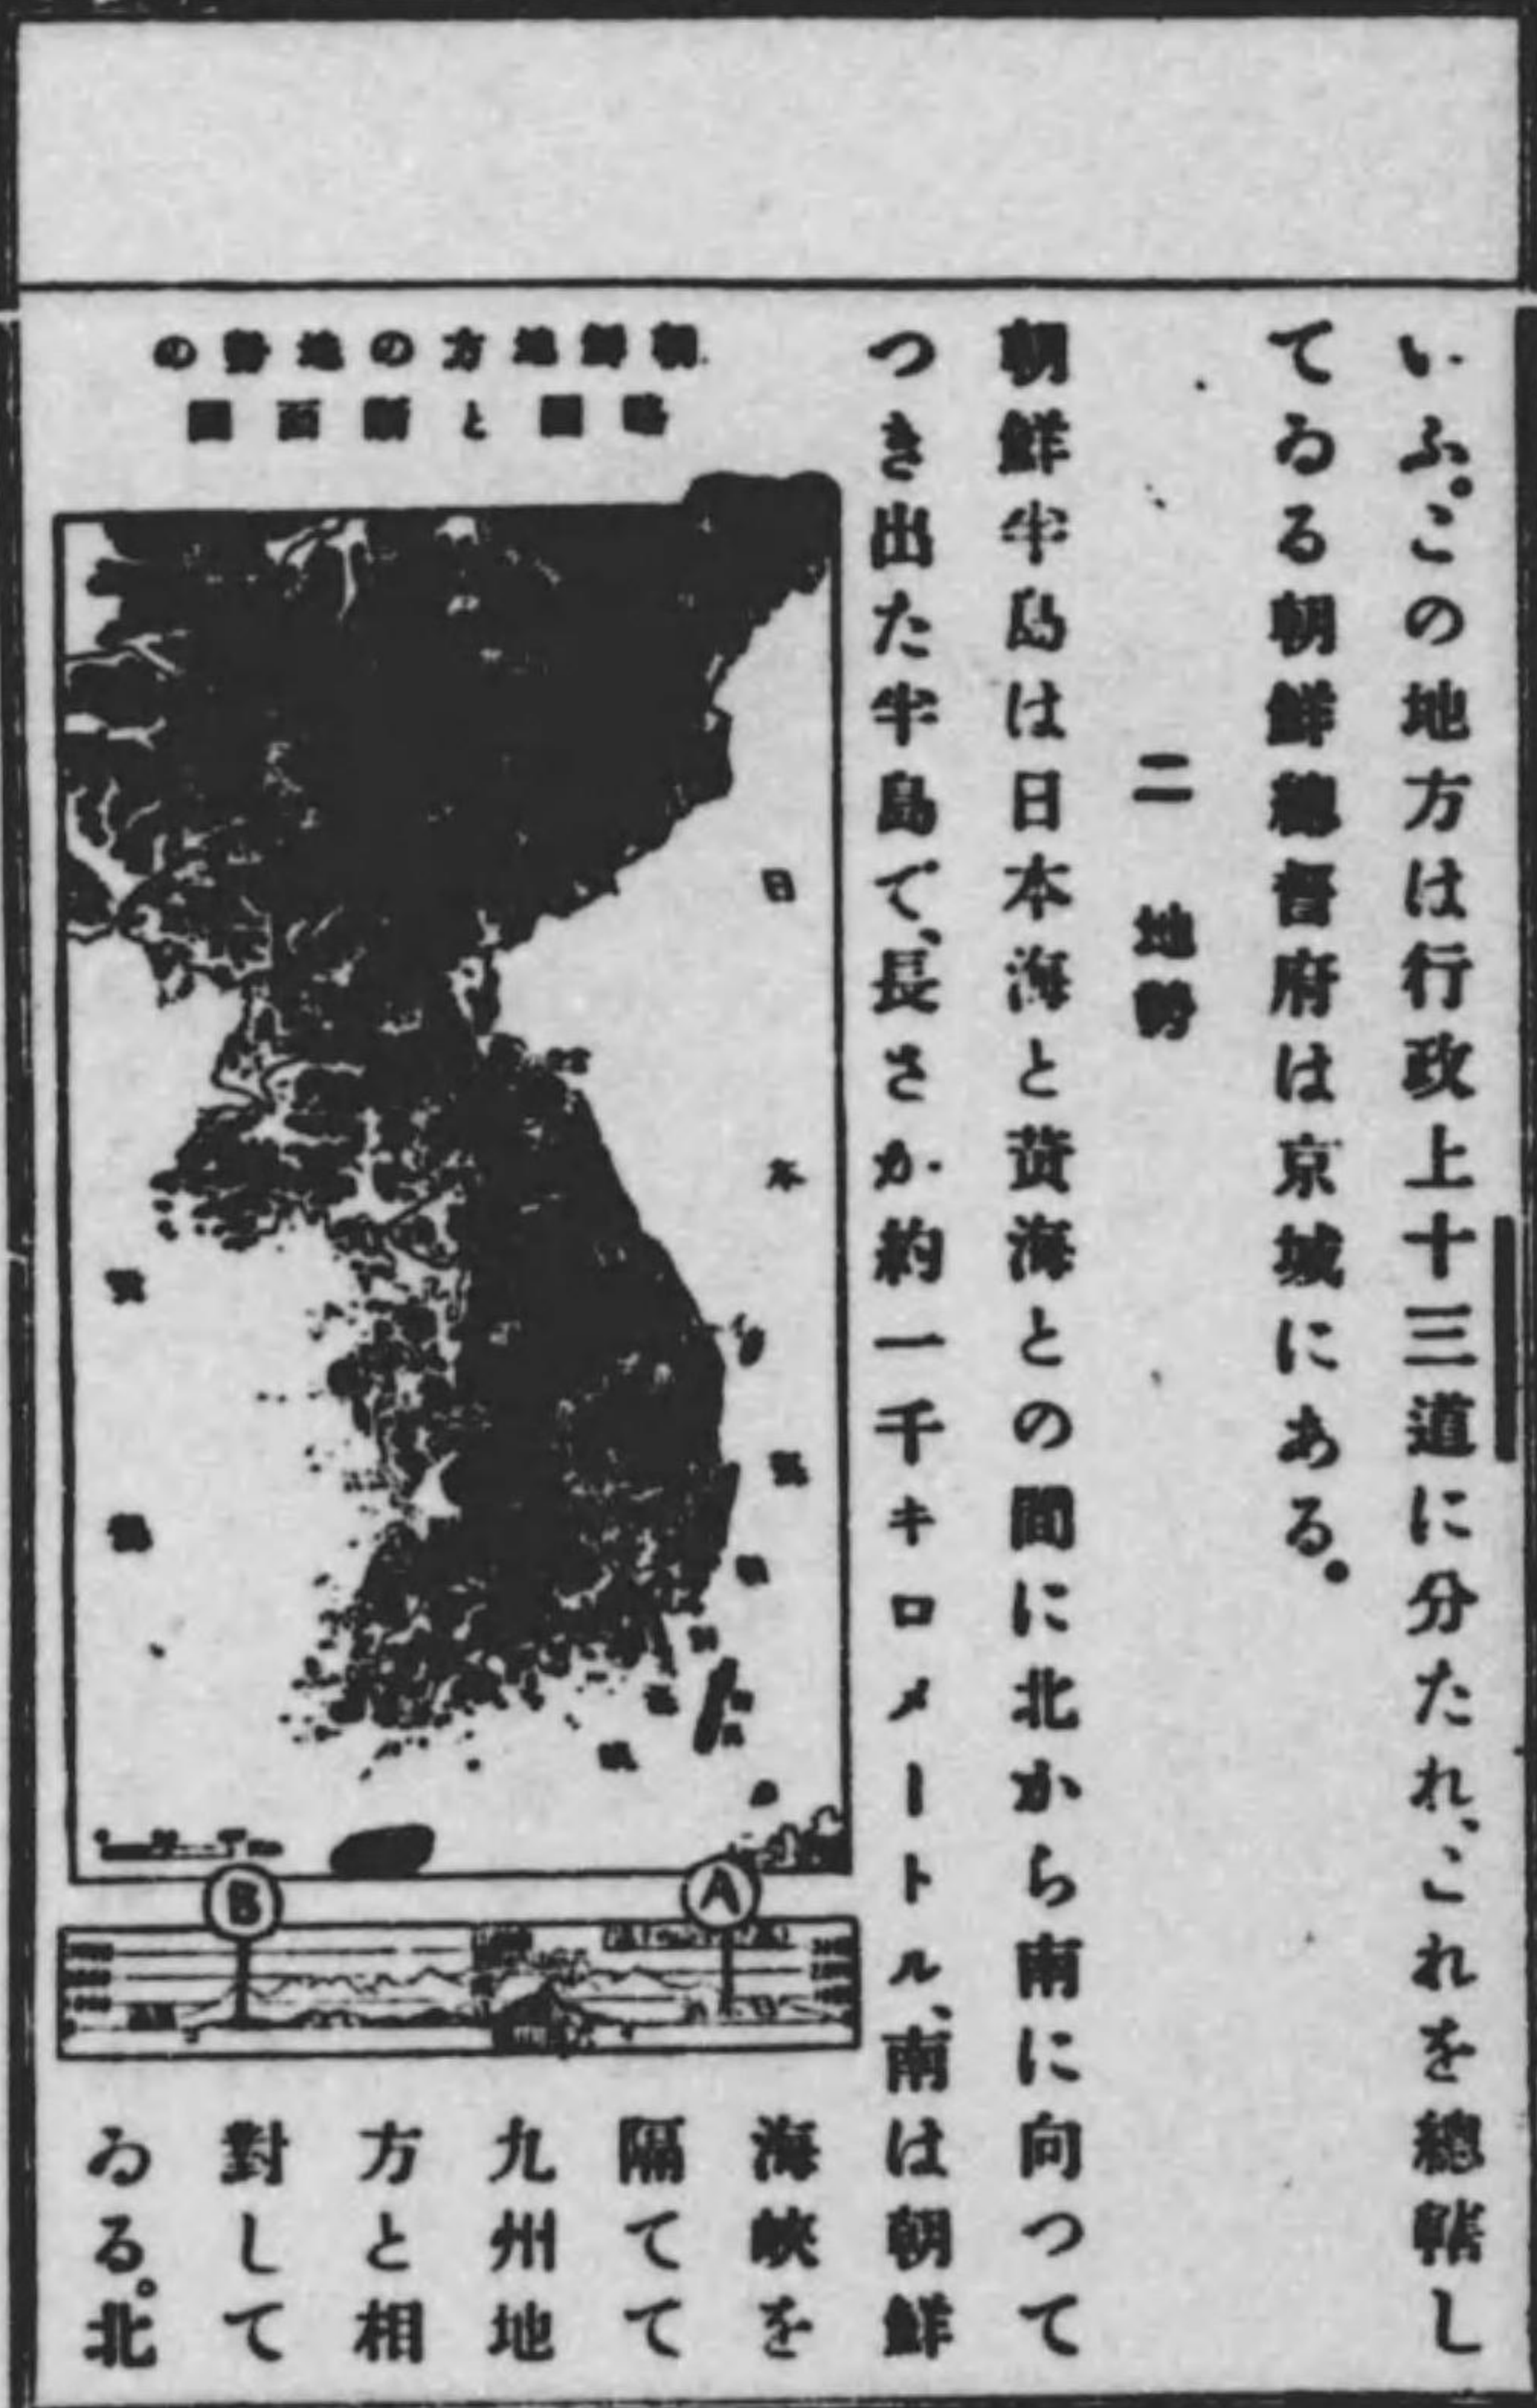 いふ。この地方は行政上十三道に分たれ、これを總轄し
てゐる朝鮮總督府は京城にある。
二 地勢
朝鮮半島は日本海と黄海との間に北から南に向つて
つき出た半島で、長さか約一千キロメートル、南は朝鮮
海峽を
隔てて
九州地
方と相
對して
ゐる。北
朝鮮地方の地勢の
略圖と斷面圖
日本
A
B